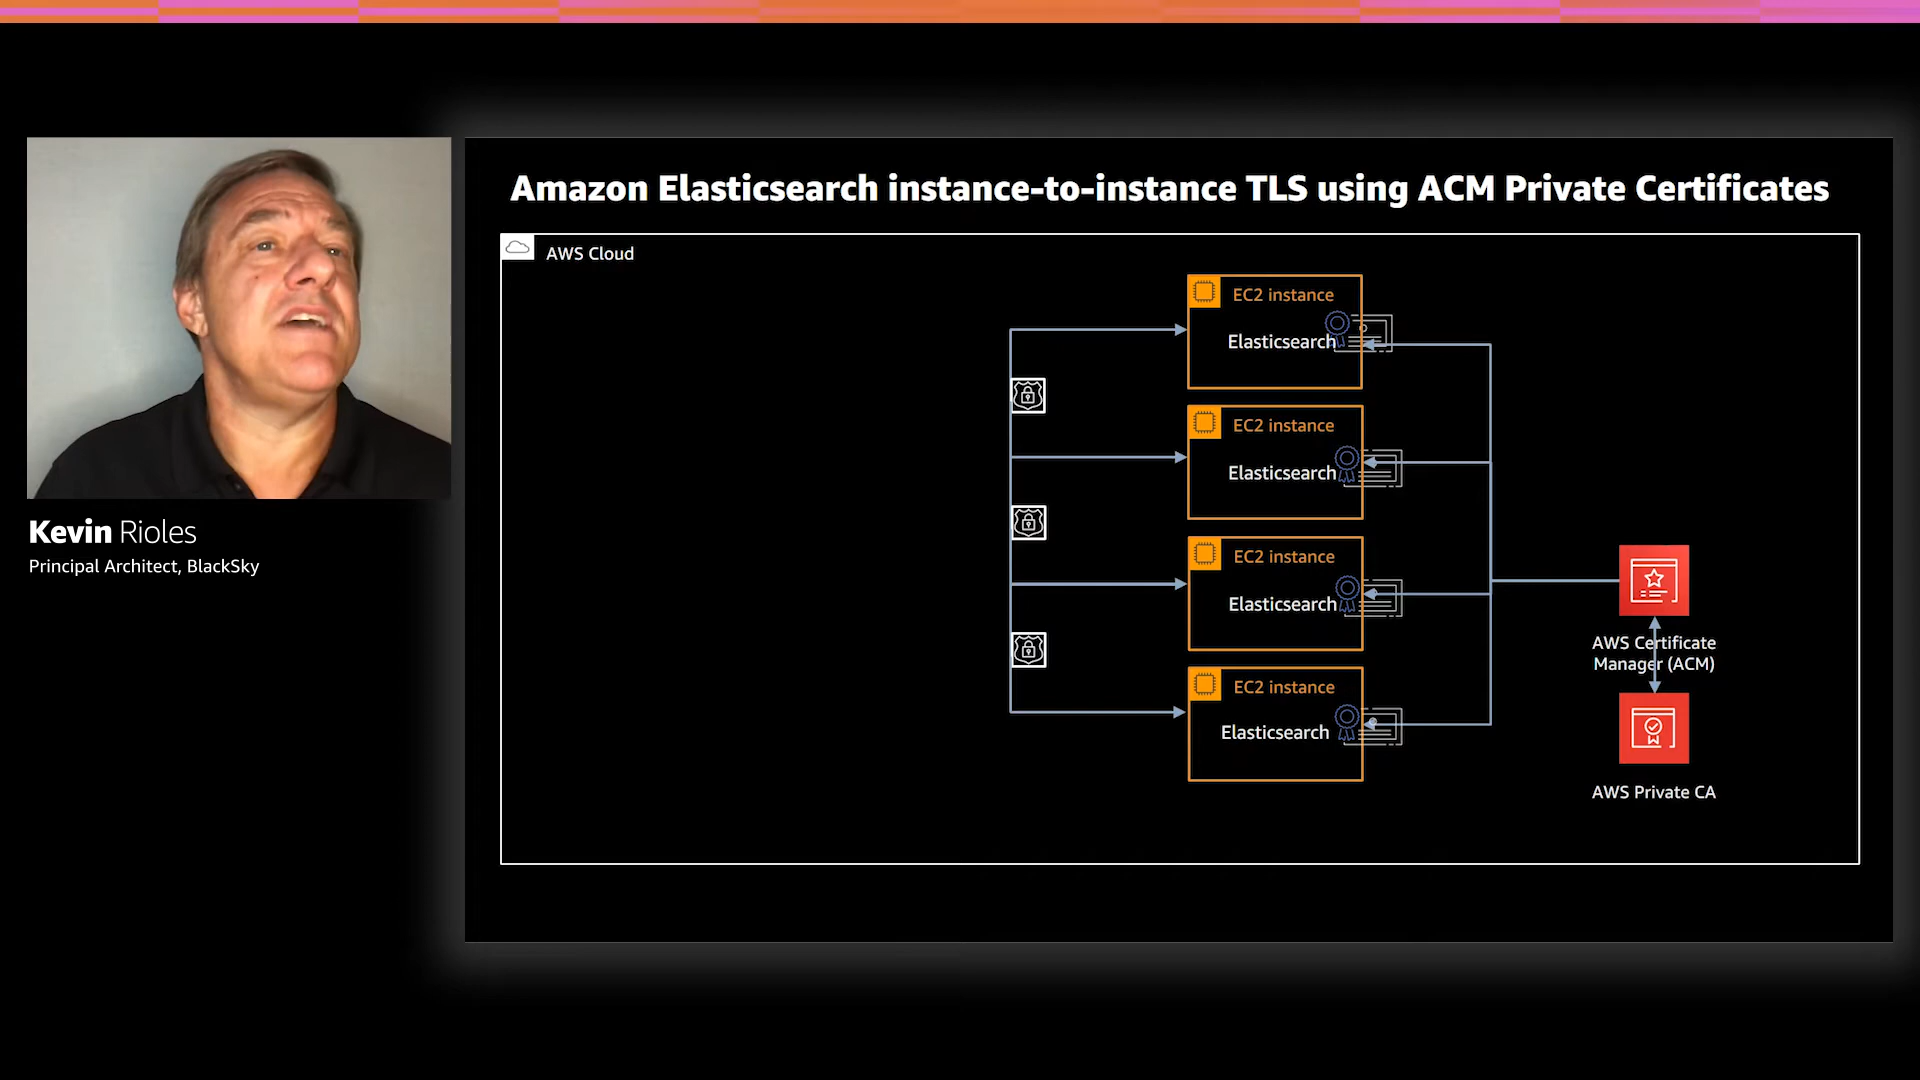 Amazon Elasticsearch instance-to-instance TLS using ACM Private Certificates
AWS Cloud
EC2 instance
Elasticsearch
EC2 instance
Elasticsearch
EC2 instance
Elasticsearch
EC2 instance
Elasticsearch
AWS Certificate
Manager (ACM)
AWS Private CA
Kevin Rioles
Principal Architect, BlackSky